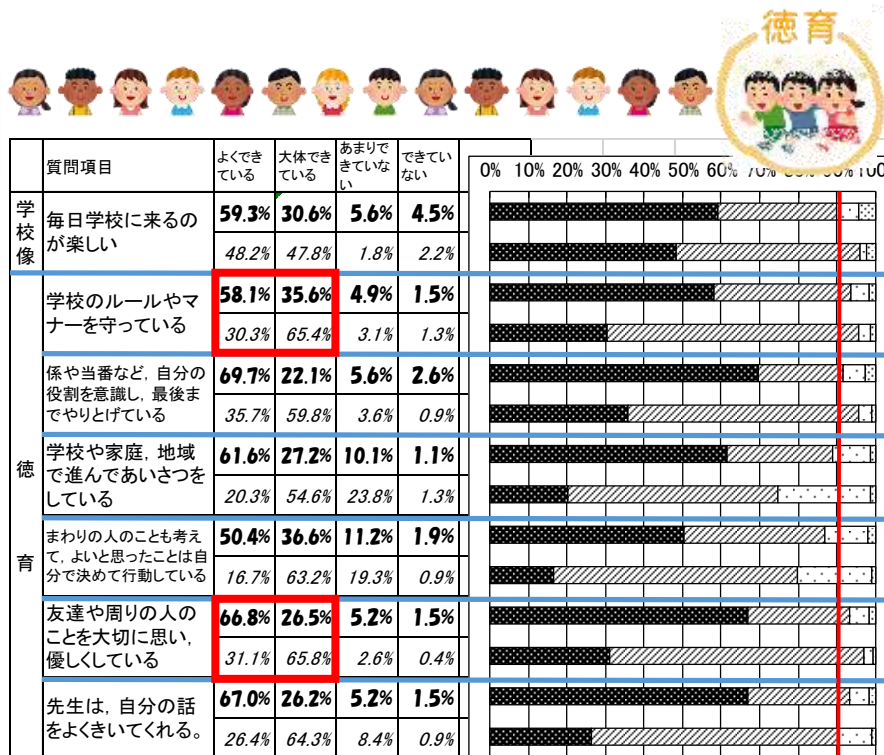 徳育
質問項目 よくでき ている 大体でき ている あまりで きていな い できてい ない
0% 10% 20% 30% 40% 50% 60% 70% 80% 90% 100
学校像
毎日学校に来るの
が楽しい
59.3% 30.6% 5.6% 4.5%
48.2% 47.8% 1.8% 2.2%
徳育
学校のルールやマ
ナーを守っている
58.1% 35.6% 4.9% 1.5%
30.3% 65.4% 3.1% 1.3%
係や当番など，自分の
役割を意識し，最後ま
でやりとげている
69.7% 22.1% 5.6% 2.6%
35.7% 59.8% 3.6% 0.9%
学校や家庭，地域
で進んであいさつを
している
61.6% 27.2% 10.1% 1.1%
20.3% 54.6% 23.8% 1.3%
まわりの人のことも考え
て，よいと思ったことは自
分で決めて行動している
50.4% 36.6% 11.2% 1.9%
16.7% 63.2% 19.3% 0.9%
友達や周りの人の
ことを大切に思い，
優しくしている
66.8% 26.5% 5.2% 1.5%
31.1% 65.8% 2.6% 0.4%
先生は，自分の話
をよくきいてくれる。
67.0% 26.2% 5.2% 1.5%
26.4% 64.3% 8.4% 0.9%